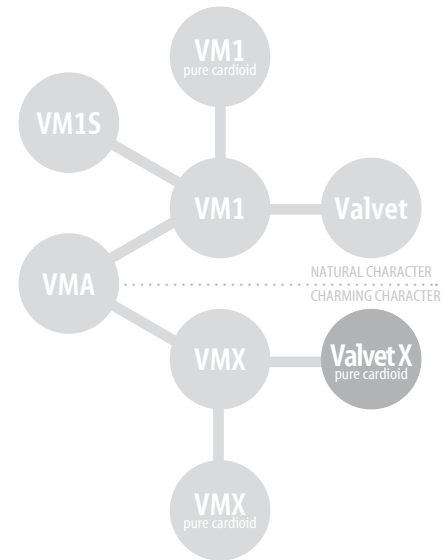 VM1
pure cardioid
VM1S
VM1
Valvet
NATURAL CHARACTER
VMA
CHARMING CHARACTER
VMX
Valvet X
pure cardioid
VMX
pure cardioid